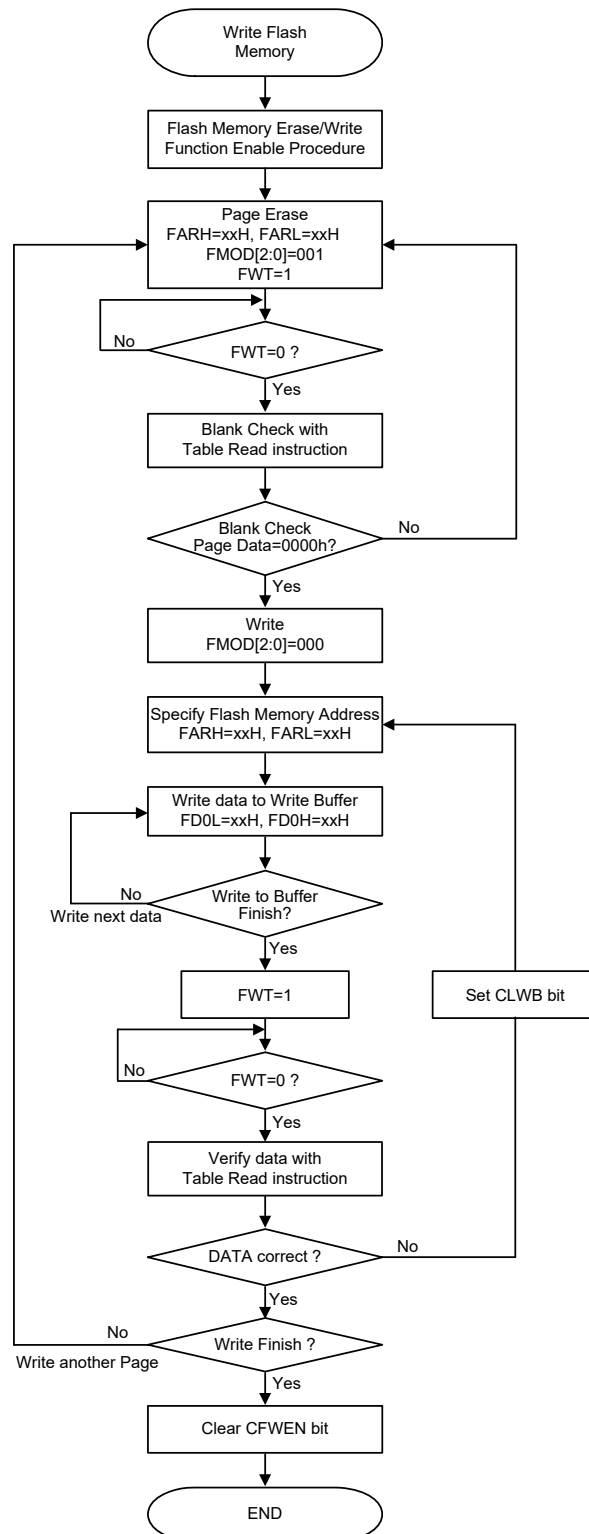 Write Flash
Memory
Flash Memory Erase/Write
Function Enable Procedure
Page Erase
FARH=xxH, FARL=xxH
FMOD[2:0]=001
FWT=1
No
FWT=0 ?
Yes
Blank Check with
Table Read instruction
Blank Check
Page Data=0000h?
No
Yes
Write
FMOD[2:0]=000
Specify Flash Memory Address
FARH=xxH, FARL=xxH
Write data to Write Buffer
FD0L=xxH, FD0H=xxH
No
Write next data
Write to Buffer
Finish?
Yes
FWT=1
Set CLWB bit
No
FWT=0 ?
Yes
Verify data with
Table Read instruction
DATA correct ?
No
Yes
No
Write another Page
Write Finish ?
Yes
Clear CFWEN bit
END